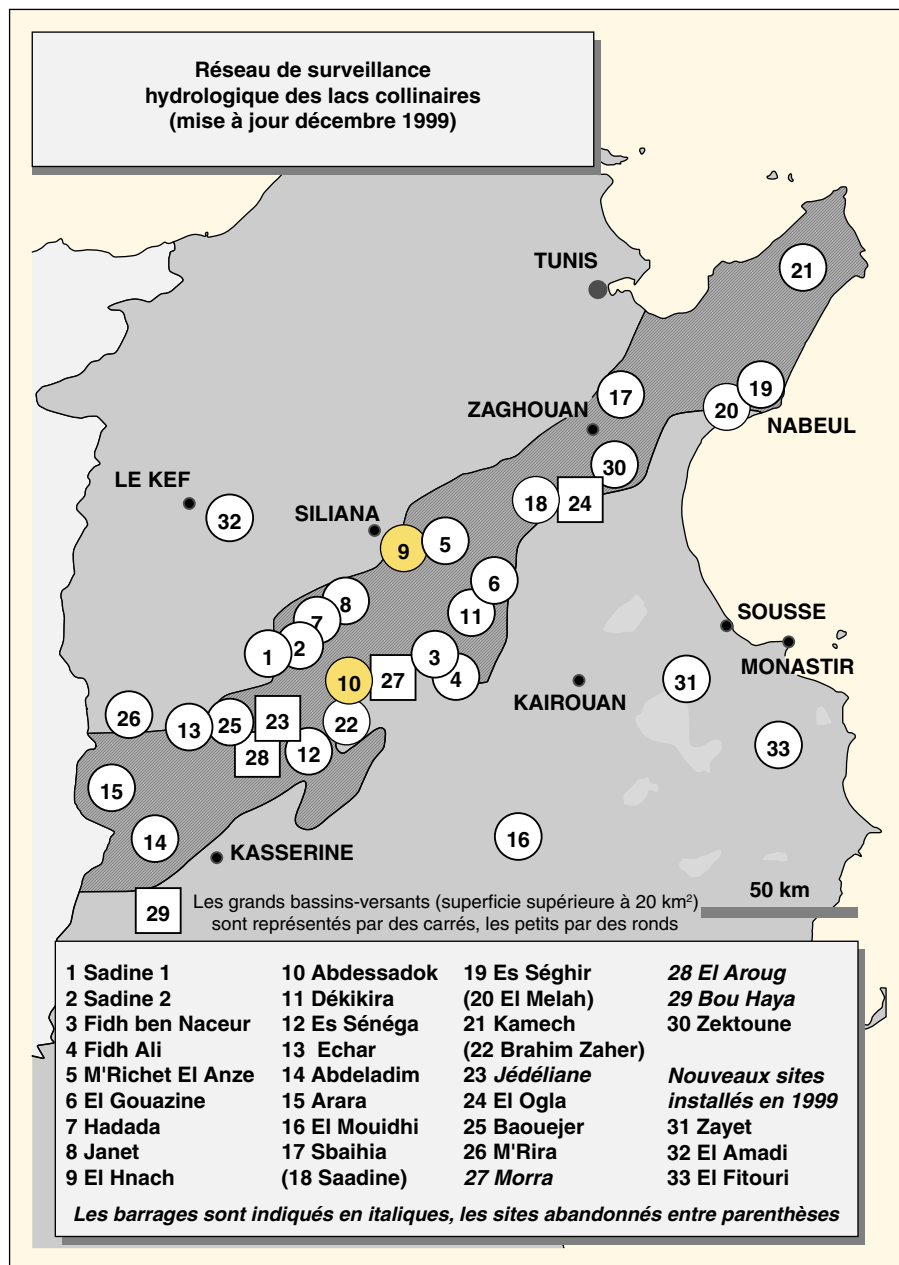 Réseau de surveillance
hydrologique des lacs collinaires
(mise à jour décembre 1999)
TUNIS
21
17
19
20
ZAGHOUAN
NABEUL
30
LE KEF
18
24
32
SILIANA
9
5
6
8
11
7
SOUSSE
2
1
3
MONASTIR
10
27
4
31
KAIROUAN
26
13
25
23
22
33
28
12
15
16
14
KASSERINE
50 km
29
Les grands bassins-versants (superficie supérieure à 20 km²)
sont représentés par des carrés, les petits par des ronds
1 Sadine 1
2 Sadine 2
3 Fidh ben Naceur
4 Fidh Ali
5 M'Richet El Anze
6 El Gouazine
7 Hadada
8 Janet
9 El Hnach
10 Abdessadok
11 Dékikira
12 Es Sénéga
13 Echar
14 Abdeladim
15 Arara
16 El Mouidhi
17 Sbaihia
(18 Saadine)
19 Es Séghir
(20 El Melah)
21 Kamech
(22 Brahim Zaher)
23 Jédéliane
24 El Ogla
25 Baouejer
26 M'Rira
27 Morra
28 El Aroug
29 Bou Haya
30 Zektoune
Nouveaux sites
installés en 1999
31 Zayet
32 El Amadi
33 El Fitouri
Les barrages sont indiqués en italiques, les sites abandonnés entre parenthèses